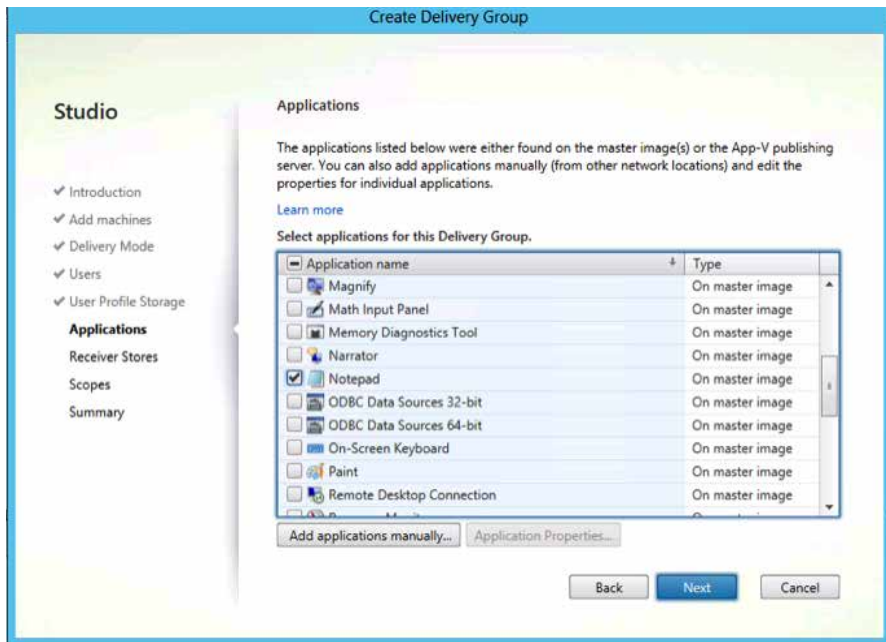 Create Delivery Group
Studio
Introduction
Add machines
Delivery Mode
Users
User Profile Storage
Applications
Receiver Stores
Scopes
Summary
Applications
The applications listed below were either found on the master image(s) or the App-V publishing
server. You can also add applications manually (from other network locations) and edit the
properties for individual applications.
Learn more
Select applications for this Delivery Group.
Application name Type
Magnify On master image
Math Input Panel On master image
Memory Diagnostics Tool On master image
Narrator On master image
Notepad On master image
ODBC Data Sources 32-bit On master image
ODBC Data Sources 64-bit On master image
On-Screen Keyboard On master image
Paint On master image
Remote Desktop Connection On master image
Add applications manually... Application Properties...
Back Next Cancel